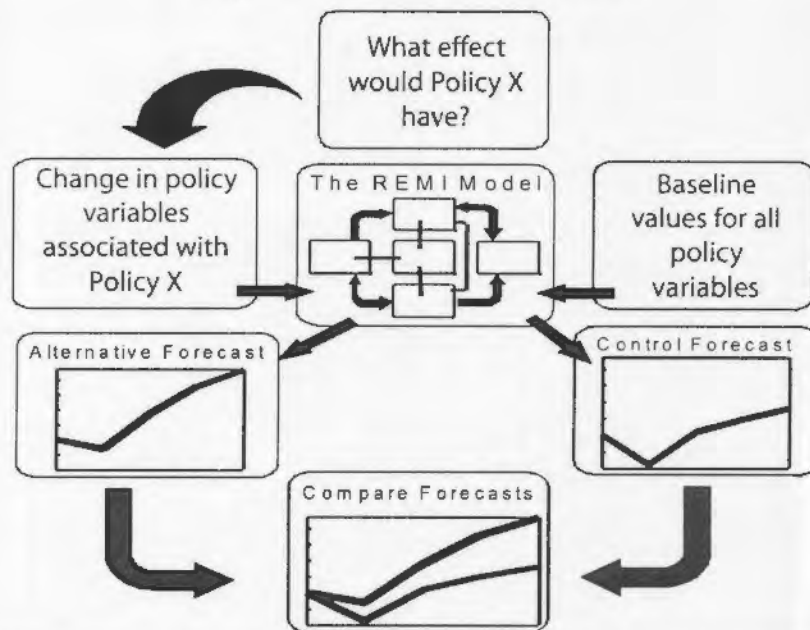 What effect
would Policy X
have?
Change in policy
variables
associated with
Policy X
The REMI Model
Baseline
values for all
policy
variables
Alternative Forecast
Control Forecast
Compare Forecasts